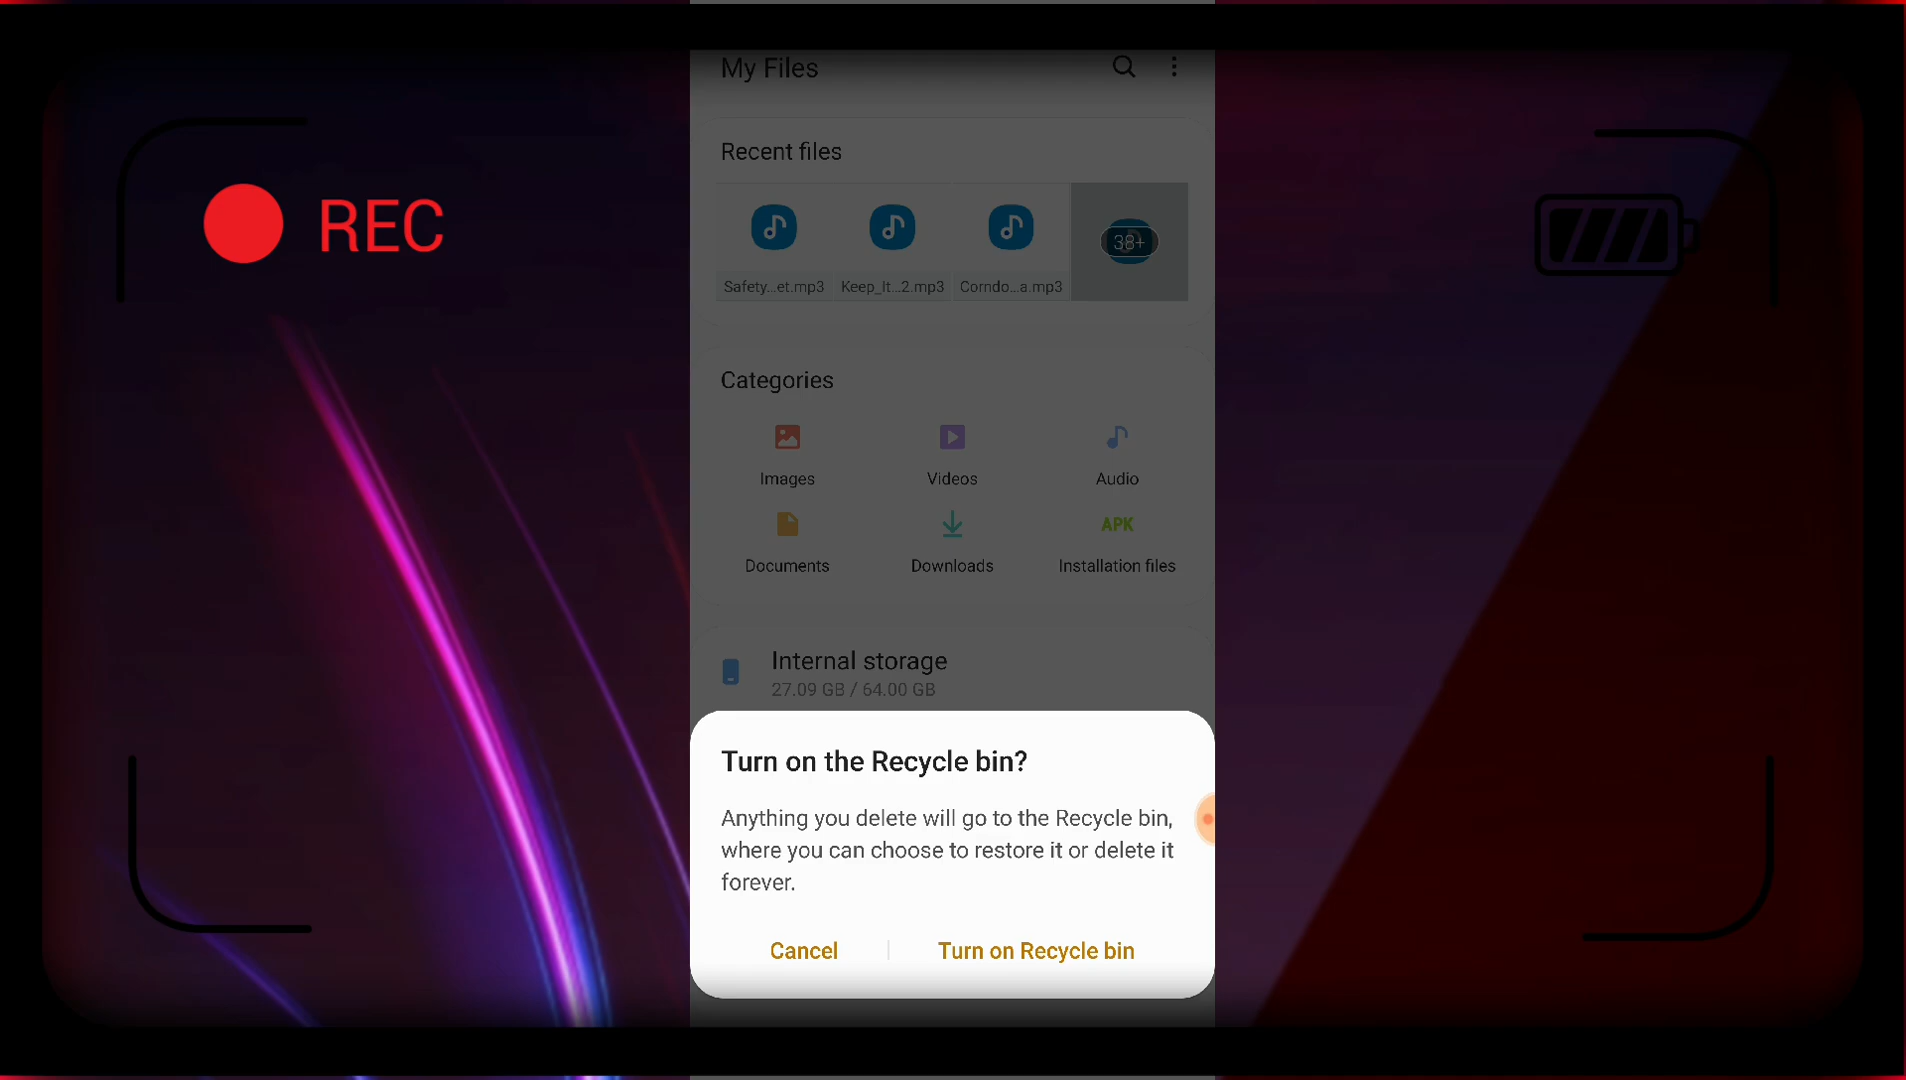 My Files
REC
Recent files
38+
Safety...et.mp3 Keep_It...2.mp3 Corndo...a.mp3
Categories
Images Videos Audio
APK
Documents Downloads Installation files
Internal storage
27.09 GB / 64.00 GB
Turn on the Recycle bin?
Anything you delete will go to the Recycle bin,
where you can choose to restore it or delete it
forever.
Cancel Turn on Recycle bin